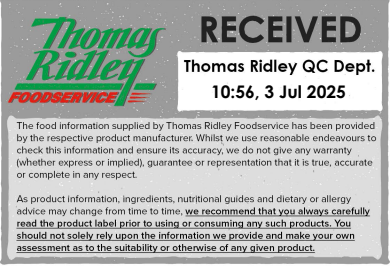 Thomas
Ridley
FOODSERVICE
RECEIVED
Thomas Ridley QC Dept.
10:56, 3 Jul 2025
The food information supplied by Thomas Ridley Foodservice has been provided
by the respective product manufacturer. Whilst we use reasonable endeavours to
check this information and ensure its accuracy, we do not give any warranty
(whether express or implied), guarantee or representation that it is true, accurate
or complete in any respect.
As product information, ingredients, nutritional guides and dietary or allergy
advice may change from time to time, we recommend that you always carefully
read the product label prior to using or consuming any such products. You
should not solely rely upon the information we provide and make your own
assessment as to the suitability or otherwise of any given product.